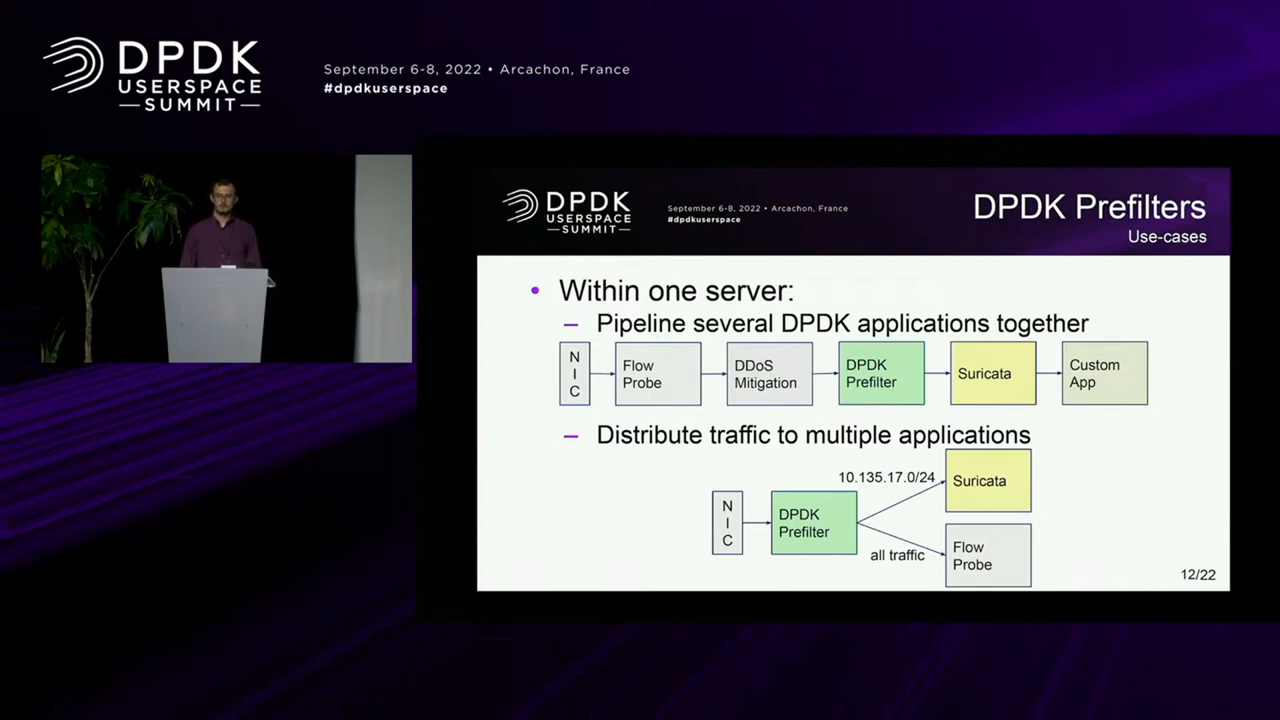 DPDK
USERSPACE
SUMMIT
September 6-8, 2022 • Arcachon, France
#dpdkuserspace
DPDK
USERSPACE
SUMMIT
September 6-8, 2022 • Arcachon, France
#dpdkuserspace
DPDK Prefilters
Use-cases
• Within one server:
– Pipeline several DPDK applications together
NIC
Flow
Probe
DDoS
Mitigation
DPDK
Prefilter
Suricata
Custom
App
– Distribute traffic to multiple applications
NIC
DPDK
Prefilter
10.135.17.0/24
Suricata
all traffic
Flow
Probe
12/22